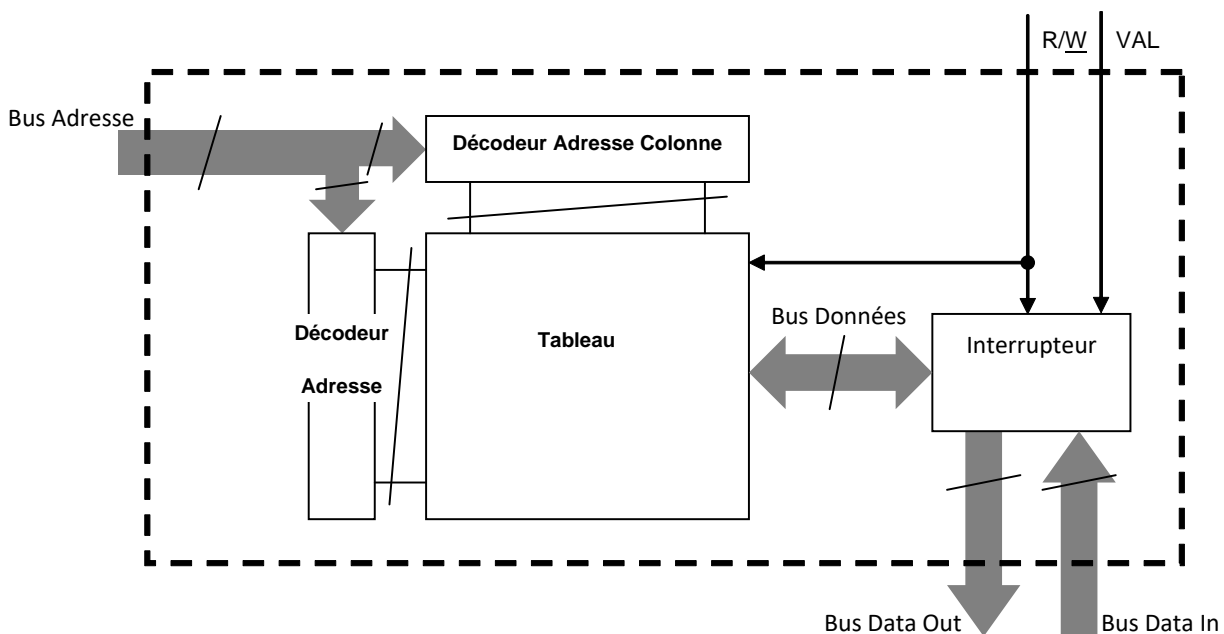 R/W VAL
Bus Adresse
Décodeur Adresse Colonne
Décodeur
Adresse
Tableau
Bus Données
Interrupteur
Bus Data Out
Bus Data In